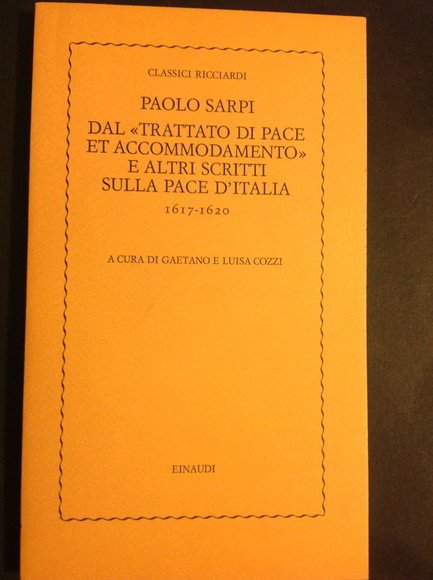 CLASSICI RICCIARDI
PAOLO SARPI
DAL «TRATTATO DI PACE
ET ACCOMMODAMENTO»
E ALTRI SCRITTI
SULLA PACE D'ITALIA
1617-1620
A CURA DI GAETANO E LUISA COZZI
EINAUDI